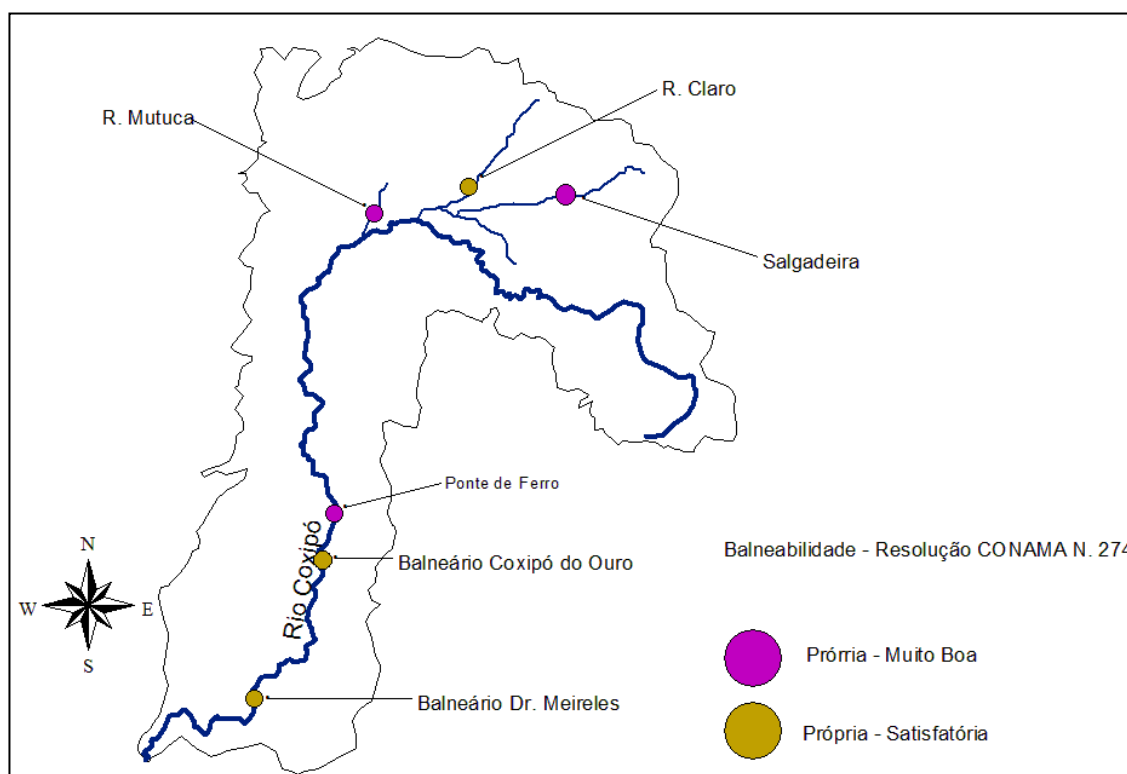 R. Claro
R. Mutuca
Salgadeira
Ponte de Ferro
Balneário Coxipó do Ouro
Rio Coxipó
Balneário Dr. Meireles
N
W
E
S
Balneabilidade - Resolução CONAMA N. 274
Prórria - Muito Boa
Própria - Satisfatória